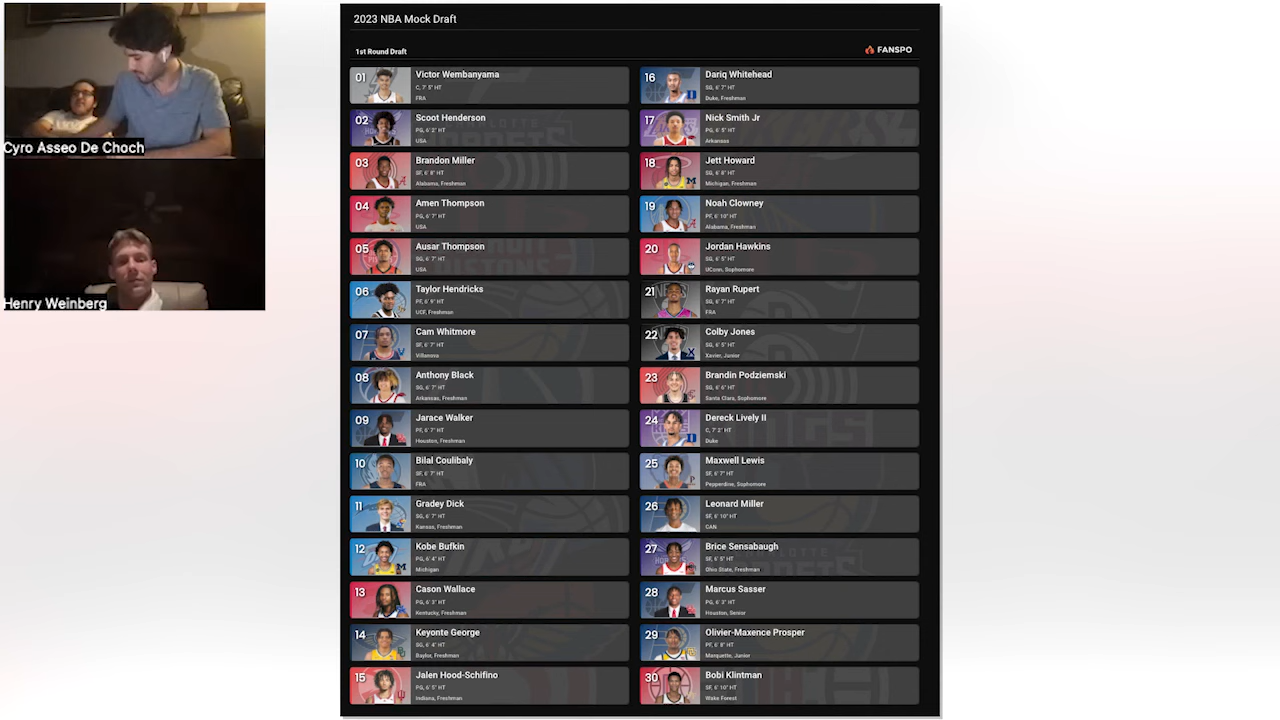 Cyro Asseo De Choch
Henry Weinberg
2023 NBA Mock Draft
1st Round Draft
FANSPO
01
Victor Wembanyama
C, 7' 5" HT
FRA
02
Scoot Henderson
PG, 6' 2" HT
USA
03
Brandon Miller
SF, 6' 8" HT
Alabama, Freshman
04
Amen Thompson
PG, 6' 7" HT
USA
05
Ausar Thompson
SG, 6' 7" HT
USA
06
Taylor Hendricks
PF, 6' 9" HT
UCF, Freshman
07
Cam Whitmore
SF, 6' 7" HT
Villanova
08
Anthony Black
SG, 6' 7" HT
Arkansas, Freshman
09
Jarace Walker
PF, 6' 7" HT
Houston, Freshman
10
Bilal Coulibaly
SF, 6' 7" HT
FRA
11
Gradey Dick
SG, 6' 7" HT
Kansas, Freshman
12
Kobe Bufkin
PG, 6' 4" HT
Michigan
13
Cason Wallace
PG, 6' 3" HT
Kentucky, Freshman
14
Keyonte George
SG, 6' 4" HT
Baylor, Freshman
15
Jalen Hood-Schifino
PG, 6' 5" HT
Indiana, Freshman
16
Dariq Whitehead
SG, 6' 7" HT
Duke, Freshman
17
Nick Smith Jr
PG, 6' 5" HT
Arkansas
18
Jett Howard
SG, 6' 8" HT
Michigan, Freshman
19
Noah Clowney
PF, 6' 10" HT
Alabama, Freshman
20
Jordan Hawkins
SG, 6' 5" HT
UConn, Sophomore
21
Rayan Rupert
SG, 6' 7" HT
FRA
22
Colby Jones
SG, 6' 5" HT
Xavier, Junior
23
Brandin Podziemski
SG, 6' 6" HT
Santa Clara, Sophomore
24
Dereck Lively II
C, 7' 2" HT
Duke
25
Maxwell Lewis
SF, 6' 7" HT
Pepperdine, Sophomore
26
Leonard Miller
SF, 6' 10" HT
CAN
27
Brice Sensabaugh
SF, 6' 5" HT
Ohio State, Freshman
28
Marcus Sasser
PG, 6' 3" HT
Houston, Senior
29
Olivier-Maxence Prosper
PF, 6' 8" HT
Marquette, Junior
30
Bobi Klintman
SF, 6' 10" HT
Wake Forest